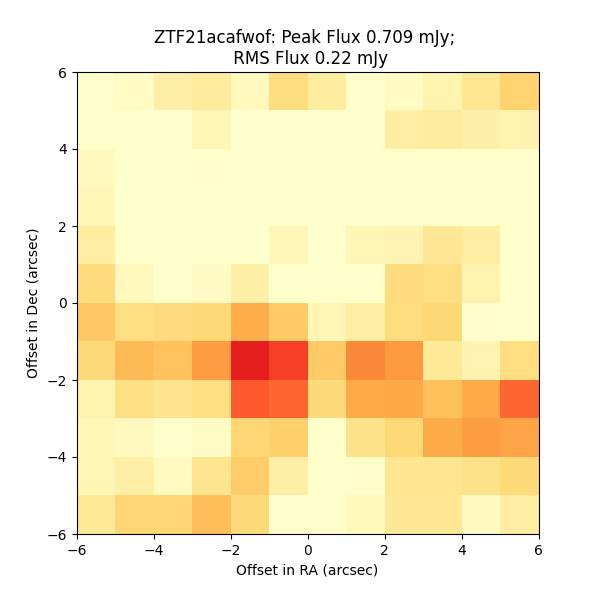 ZTF21acafwof: Peak Flux 0.709 mJy;
RMS Flux 0.22 mJy
6
4
2
0
−2
−4
−6
Offset in Dec (arcsec)
−6 −4 −2 0 2 4 6
Offset in RA (arcsec)